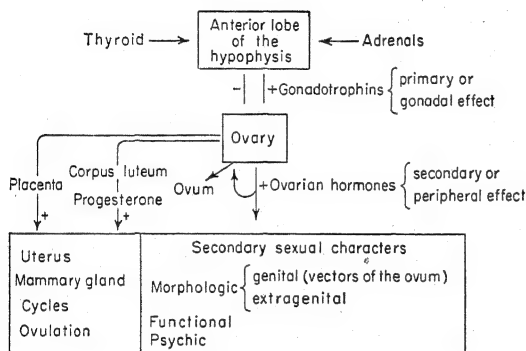 Thyroid
Anterior lobe
of the
hypophysis
Adrenals
- +Gonadotrophins
primary or
gonadal effect
Ovary
Placenta
+
Corpus luteum
Progesterone
+
Ovum
+Ovarian hormones
secondary or
peripheral effect
Uterus
Mammary gland
Cycles
Ovulation
Secondary sexual characters
Morphologic
genital (vectors of the ovum)
extragenital
Functional
Psychic